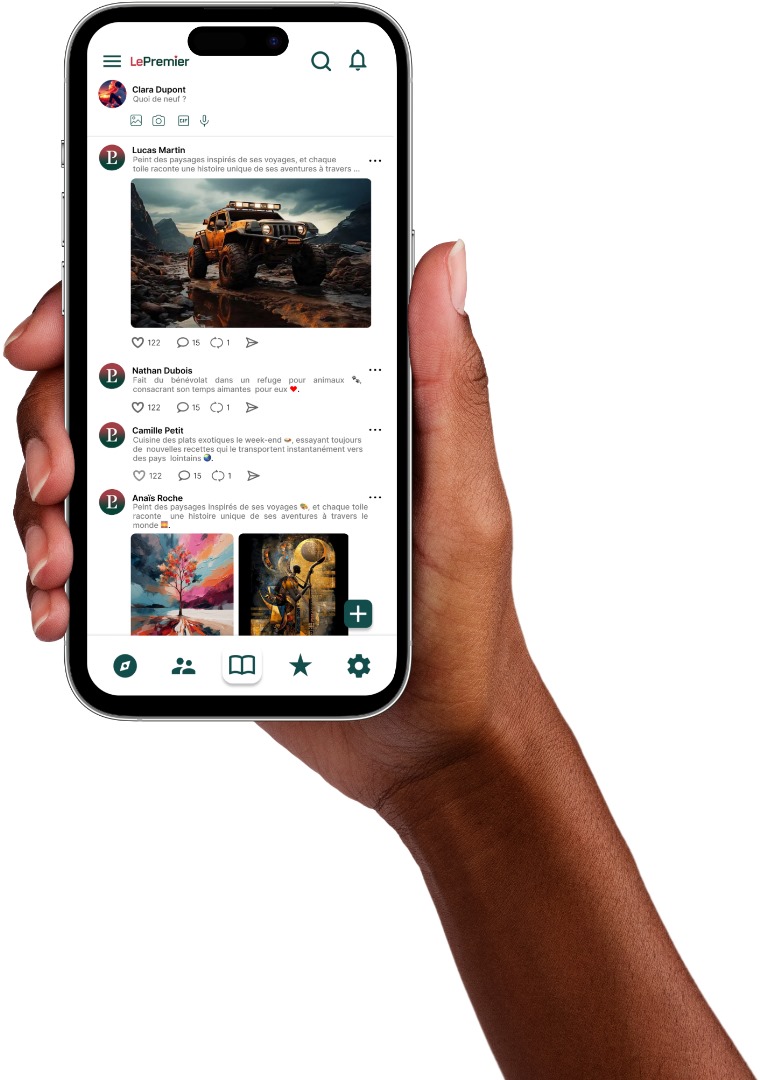 LePremier
Clara Dupont
Quoi de neuf ?
GIF
Lucas Martin
Peint des paysages inspirés de ses voyages, et chaque
toile raconte une histoire unique de ses aventures à travers ...
122 15 1
Nathan Dubois
Fait du bénévolat dans un refuge pour animaux 🐾,
consacrant son temps aimantes pour eux ❤️.
122 15 1
Camille Petit
Cuisine des plats exotiques le week-end 🥘, essayant toujours
de nouvelles recettes qui le transportent instantanément vers
des pays lointains 🌏.
122 15 1
Anaïs Roche
Peint des paysages inspirés de ses voyages 🎨, et chaque toile
raconte une histoire unique de ses aventures à travers le
monde 🌇.